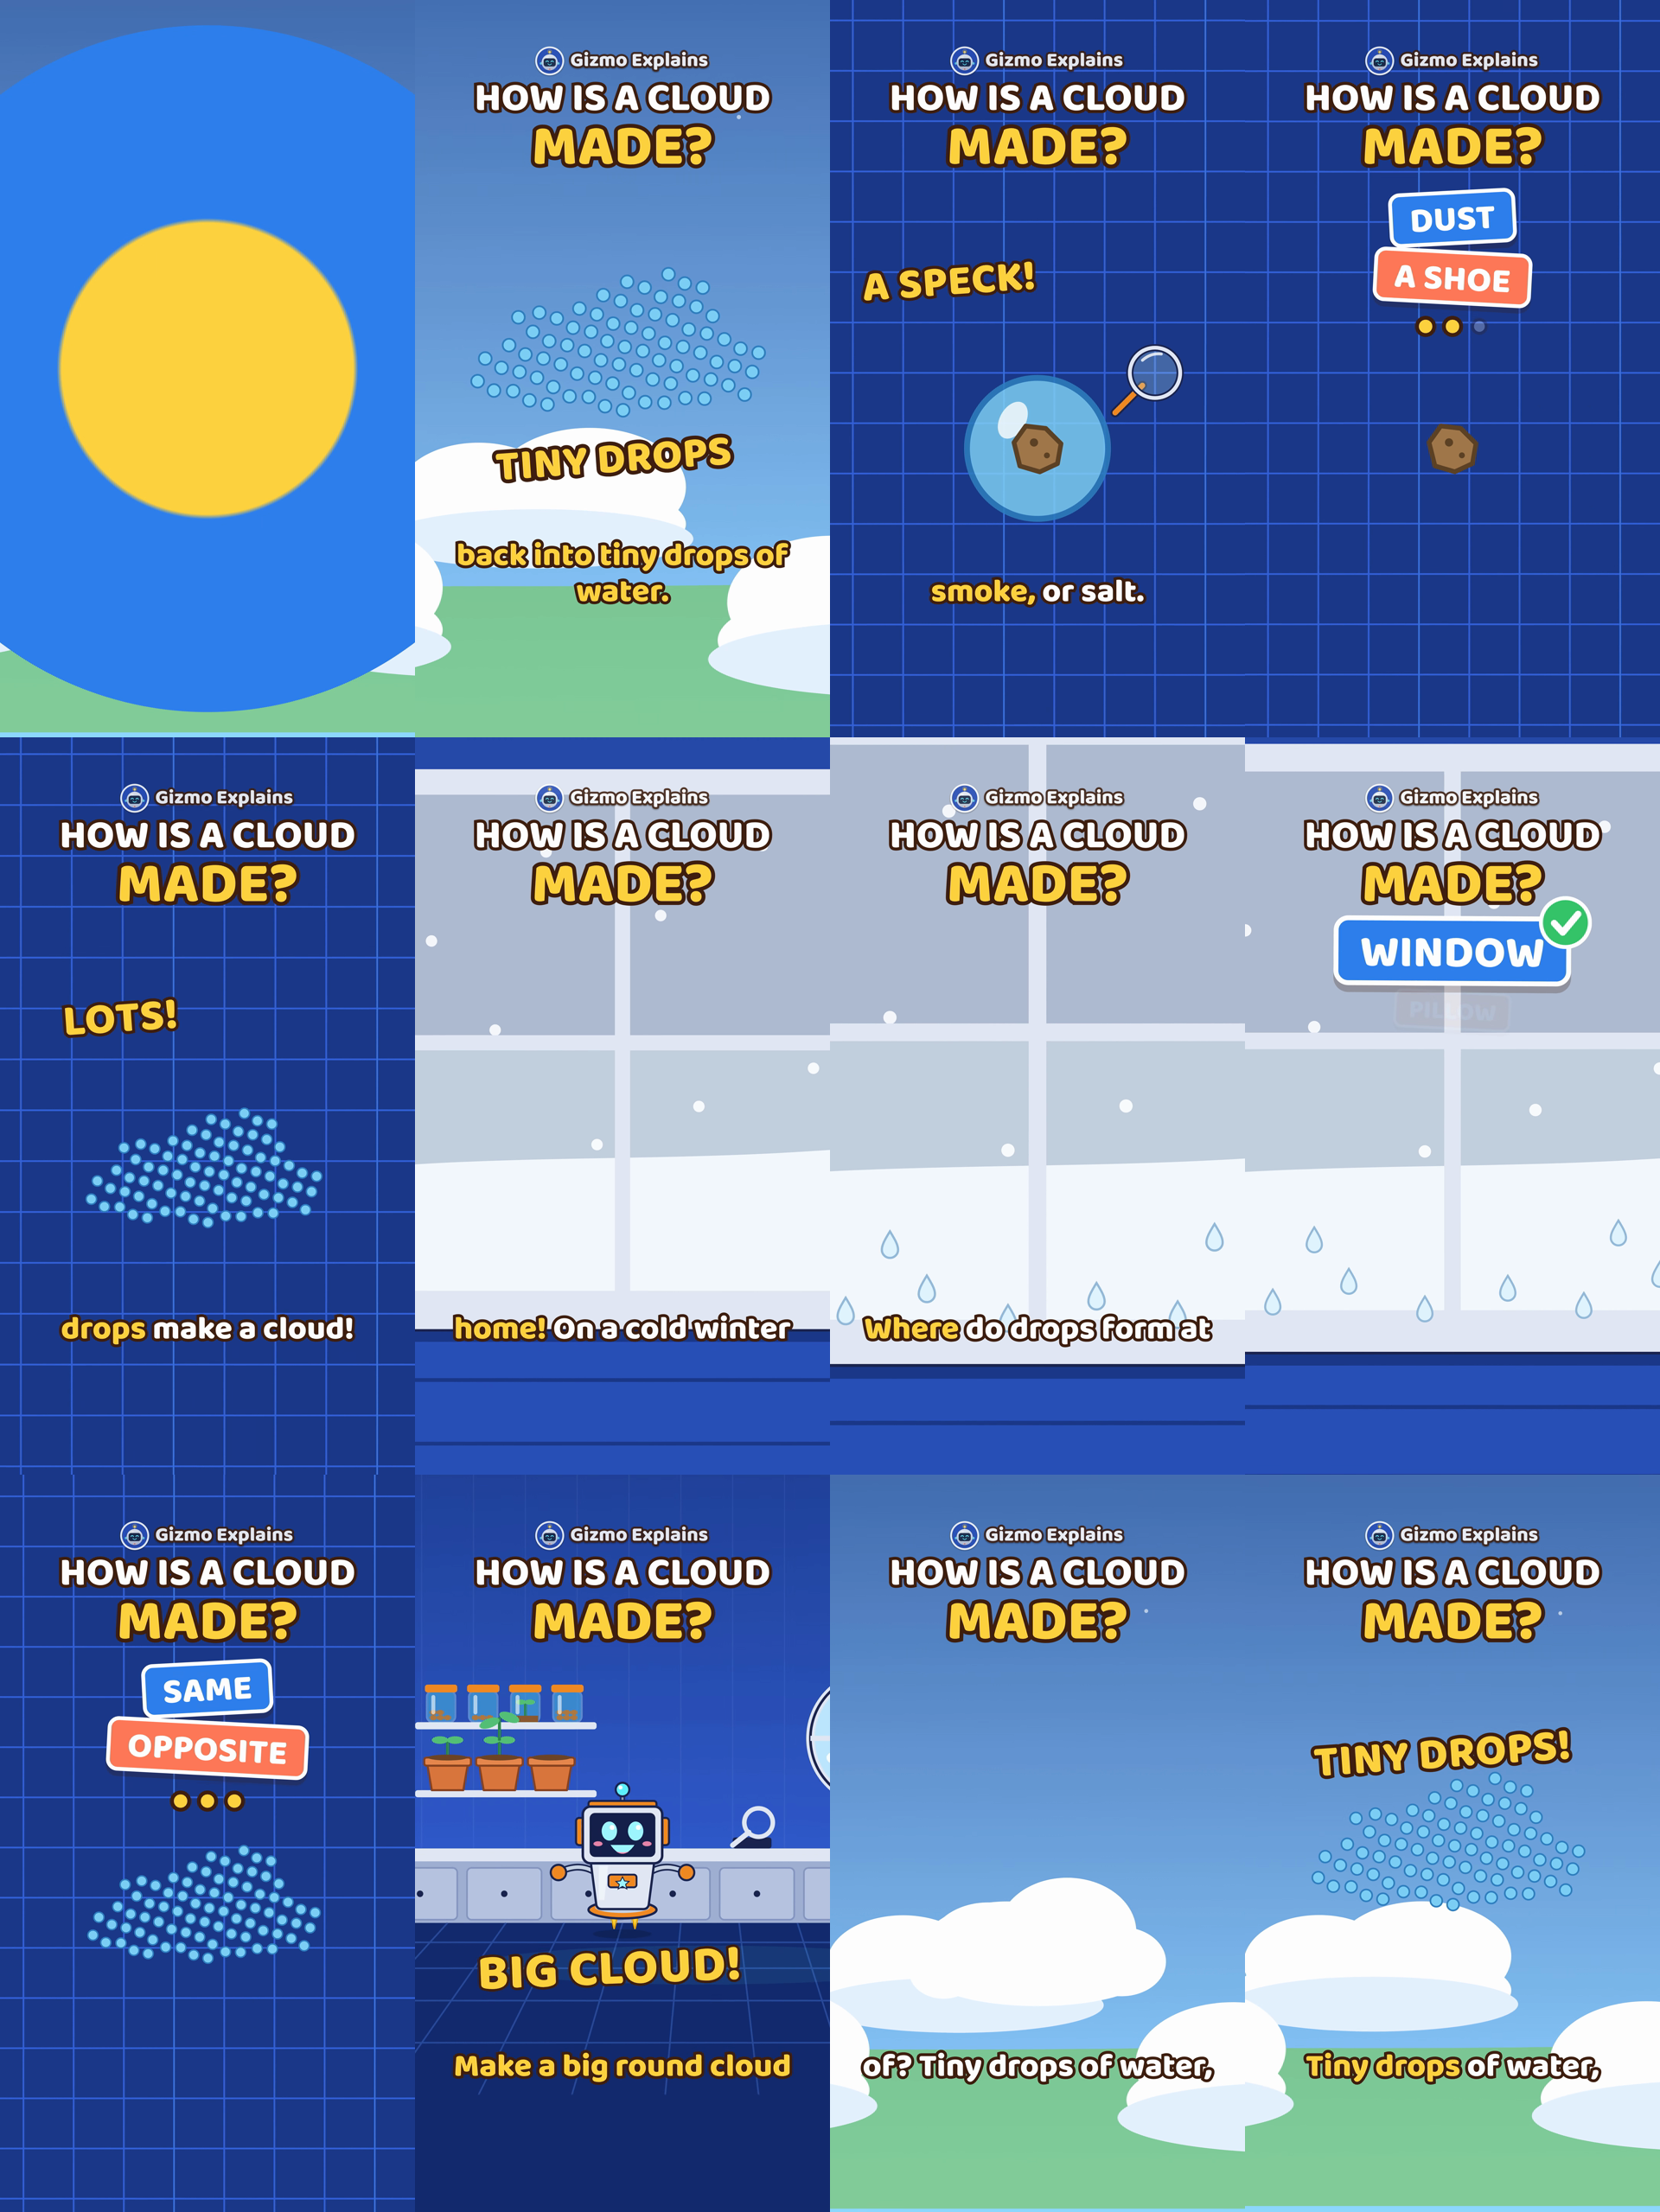 Gizmo Explains
HOW IS A CLOUD
MADE?
TINY DROPS
back into tiny drops of
water.
Gizmo Explains
HOW IS A CLOUD
MADE?
A SPECK!
smoke, or salt.
Gizmo Explains
HOW IS A CLOUD
MADE?
DUST
A SHOE
Gizmo Explains
HOW IS A CLOUD
MADE?
LOTS!
drops make a cloud!
Gizmo Explains
HOW IS A CLOUD
MADE?
home! On a cold winter
Gizmo Explains
HOW IS A CLOUD
MADE?
Where do drops form at
Gizmo Explains
HOW IS A CLOUD
MADE?
WINDOW
PILLOW
Gizmo Explains
HOW IS A CLOUD
MADE?
SAME
OPPOSITE
Gizmo Explains
HOW IS A CLOUD
MADE?
BIG CLOUD!
Make a big round cloud
Gizmo Explains
HOW IS A CLOUD
MADE?
of? Tiny drops of water,
Gizmo Explains
HOW IS A CLOUD
MADE?
TINY DROPS!
Tiny drops of water,